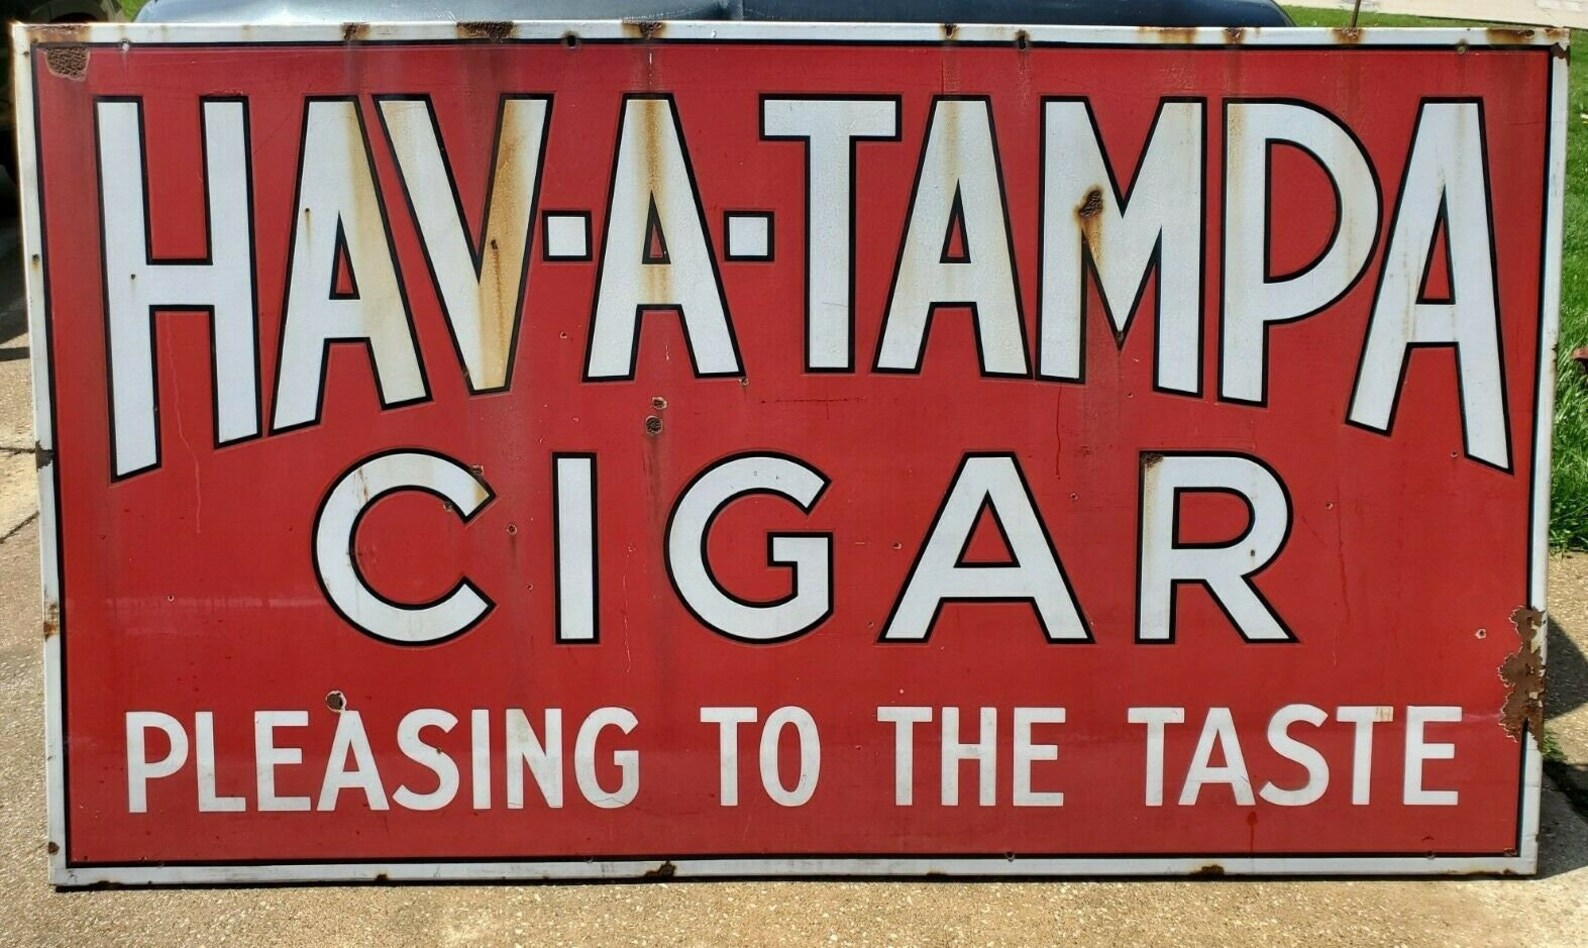 HAV-A-TAMPA
CIGAR
PLEASING TO THE TASTE